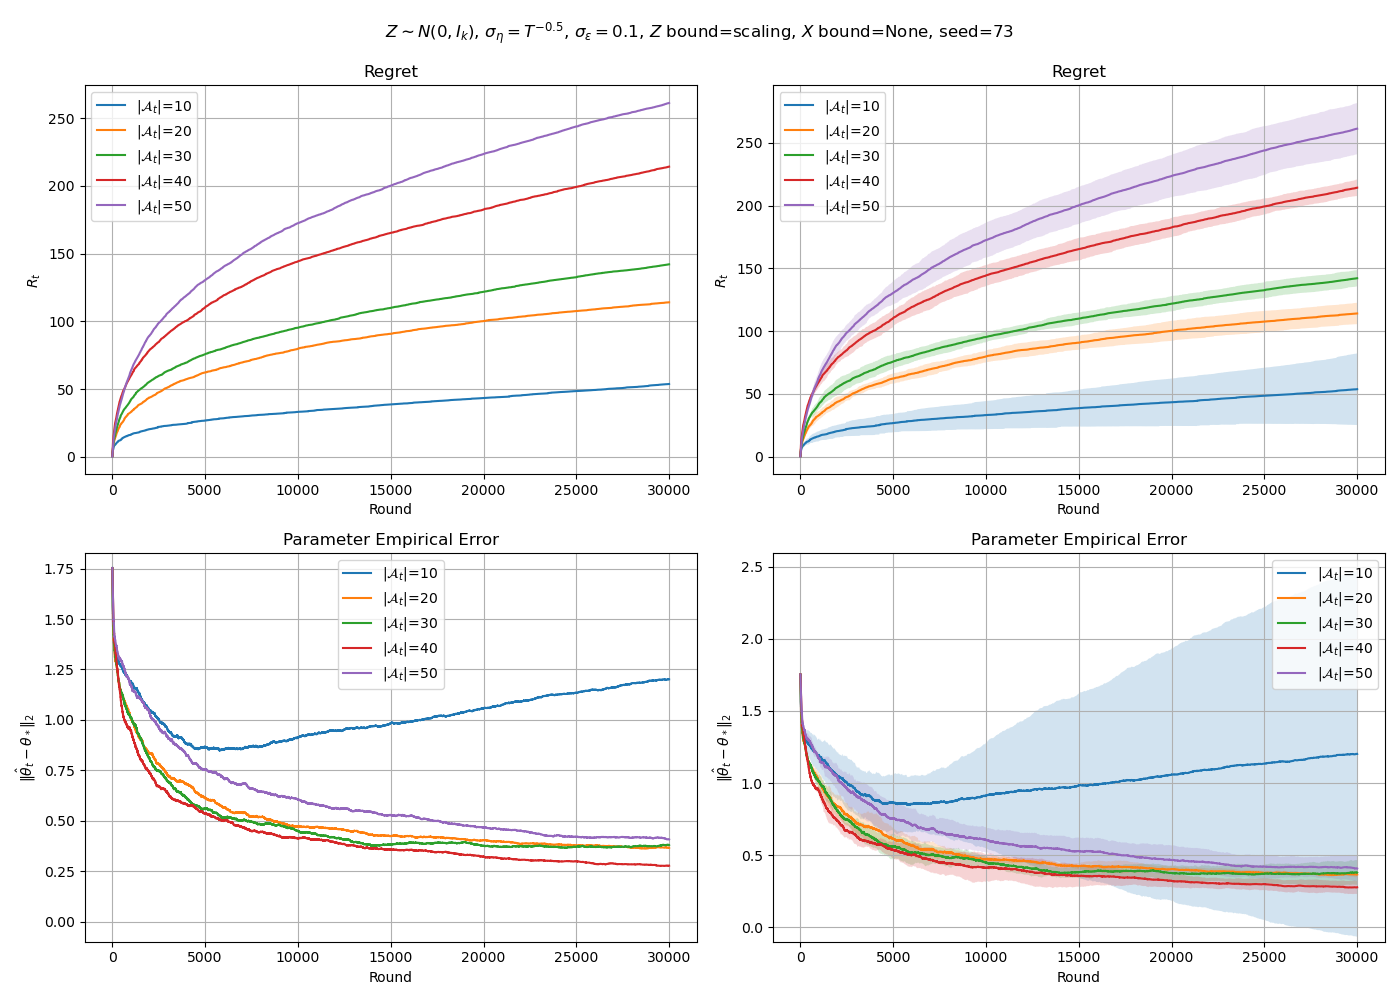 Z ∼ N(0, I_k), σ_η = T^{−0.5}, σ_ε = 0.1, Z bound=scaling, X bound=None, seed=73
Regret
R_t
250
200
150
100
50
0
|𝒜_t|=10
|𝒜_t|=20
|𝒜_t|=30
|𝒜_t|=40
|𝒜_t|=50
0 5000 10000 15000 20000 25000 30000
Round
Regret
R_t
250
200
150
100
50
0
|𝒜_t|=10
|𝒜_t|=20
|𝒜_t|=30
|𝒜_t|=40
|𝒜_t|=50
0 5000 10000 15000 20000 25000 30000
Round
Parameter Empirical Error
‖θ̂_t − θ_*‖_2
1.75
1.50
1.25
1.00
0.75
0.50
0.25
0.00
|𝒜_t|=10
|𝒜_t|=20
|𝒜_t|=30
|𝒜_t|=40
|𝒜_t|=50
0 5000 10000 15000 20000 25000 30000
Round
Parameter Empirical Error
‖θ̂_t − θ_*‖_2
2.5
2.0
1.5
1.0
0.5
0.0
|𝒜_t|=10
|𝒜_t|=20
|𝒜_t|=30
|𝒜_t|=40
|𝒜_t|=50
0 5000 10000 15000 20000 25000 30000
Round